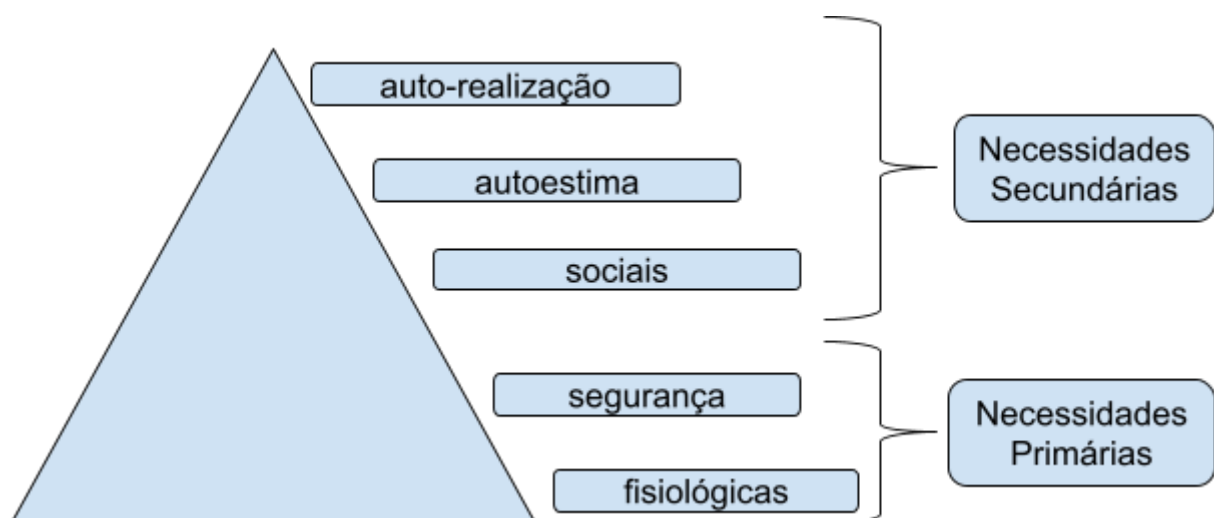 auto-realização
autoestima
sociais
segurança
fisiológicas
Necessidades
Secundárias
Necessidades
Primárias